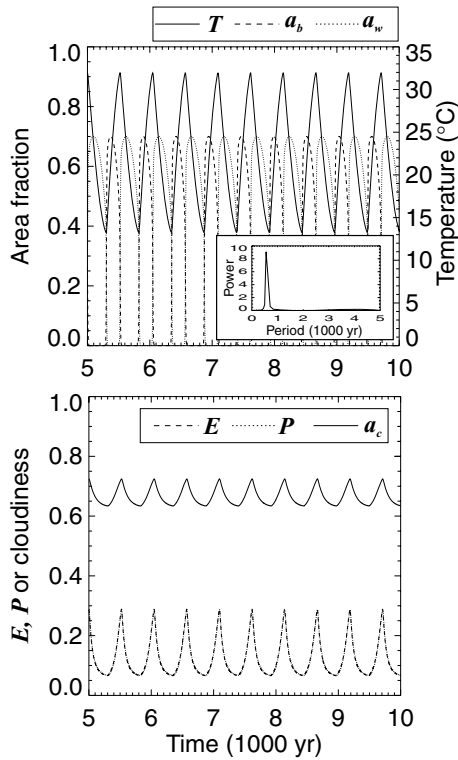 T a_b a_w
1.0
0.8
0.6
0.4
0.2
0.0
Area fraction
35
30
25
20
15
10
5
0
Temperature (°C)
10
8
6
4
2
0
Power
0 1 2 3 4 5
Period (1000 yr)
5 6 7 8 9 10
E P a_c
1.0
0.8
0.6
0.4
0.2
0.0
E, P or cloudiness
5 6 7 8 9 10
Time (1000 yr)